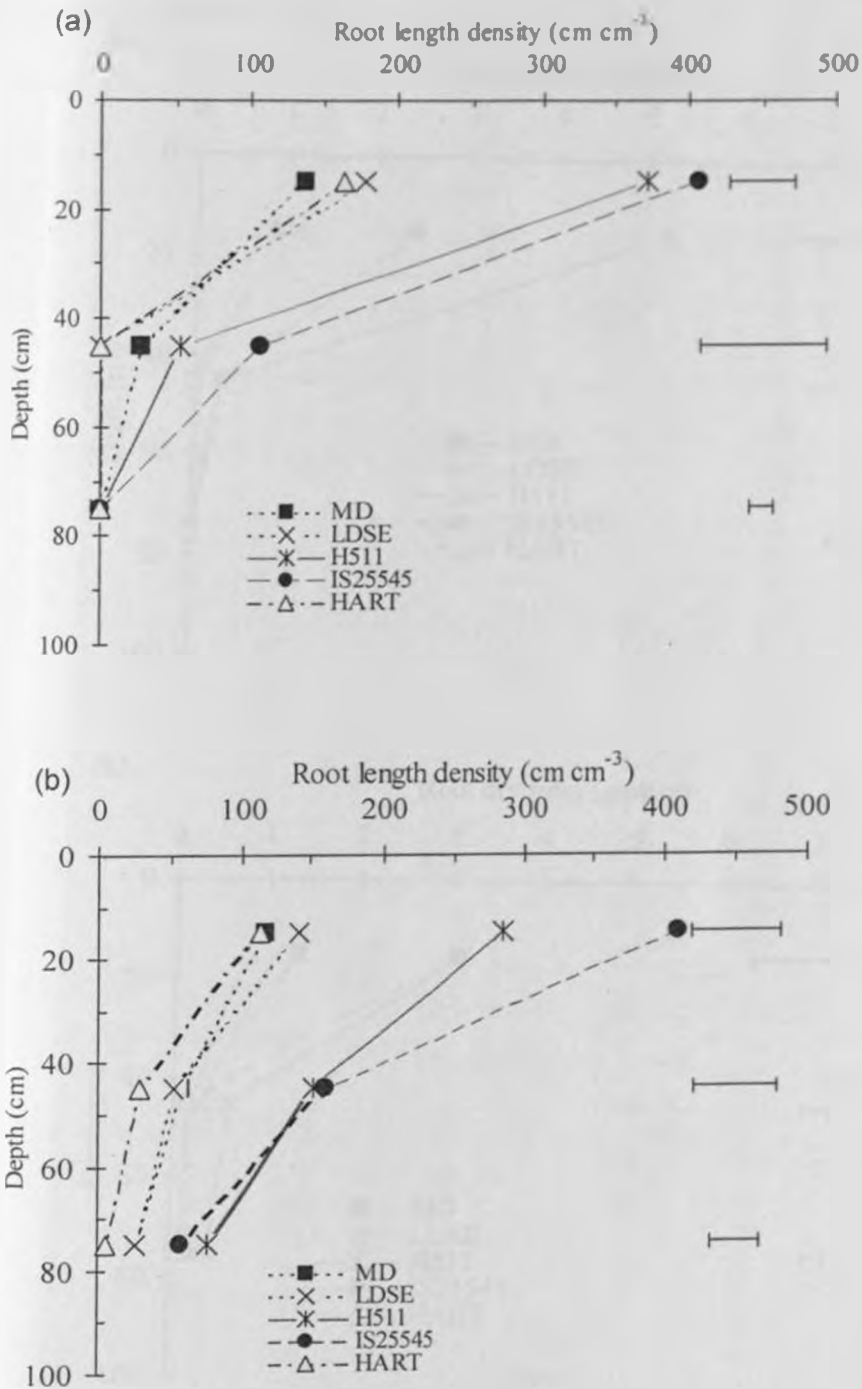 (a)
Root length density (cm cm⁻³)
0 100 200 300 400 500
0
20
40
60
80
100
Depth (cm)
MD
LDSE
H511
IS25545
HART
(b)
Root length density (cm cm⁻³)
0 100 200 300 400 500
0
20
40
60
80
100
Depth (cm)
MD
LDSE
H511
IS25545
HART